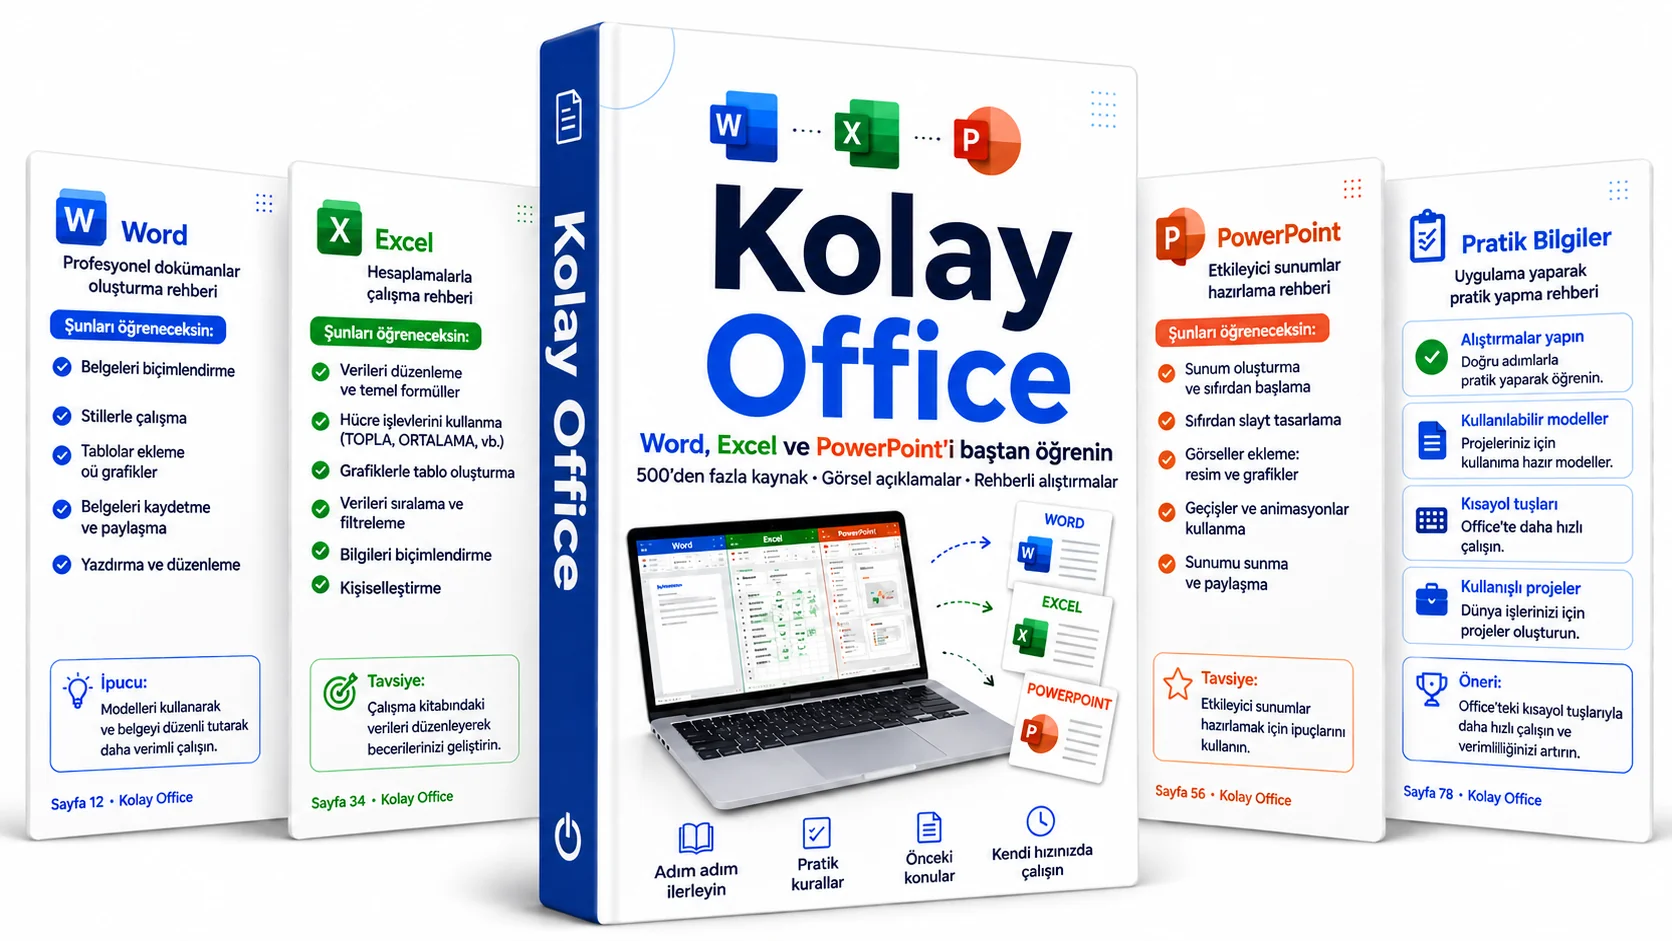 W
Word
Profesyonel dokümanlar
oluşturma rehberi
Şunları öğreneceksin:
Belgeleri biçimlendirme
Stillerle çalışma
Tablolar ekleme
oü grafikler
Belgeleri kaydetme
ve paylaşma
Yazdırma ve düzenleme
İpucu:
Modelleri kullanarak
ve belgeyi düzenli tutarak
daha verimli çalışın.
Sayfa 12 • Kolay Office
X
Excel
Hesaplamalarla
çalışma rehberi
Şunları öğreneceksin:
Verileri düzenleme
ve temel formüller
Hücre işlevlerini kullanma
(TOPLA, ORTALAMA, vb.)
Grafiklerle tablo oluşturma
Verileri sıralama ve
filtreleme
Bilgileri biçimlendirme
Kişiselleştirme
Tavsiye:
Çalışma kitabındaki
verileri düzenleyerek
becerilerinizi geliştirin.
Sayfa 34 • Kolay Office
Kolay Office
W
X
P
Kolay
Office
Word, Excel ve PowerPoint'i baştan öğrenin
500'den fazla kaynak • Görsel açıklamalar • Rehberli alıştırmalar
Word
Excel
PowerPoint
WORD
W
EXCEL
X
POWERPOINT
P
Adım adım
ilerleyin
Pratik
kurallar
Önceki
konular
Kendi hızınızda
çalışın
P
PowerPoint
Etkileyici sunumlar
hazırlama rehberi
Şunları öğreneceksin:
Sunum oluşturma
ve sıfırdan başlama
Sıfırdan slayt tasarlama
Görseller ekleme:
resim ve grafikler
Geçişler ve animasyonlar
kullanma
Sunumu sunma
ve paylaşma
Tavsiye:
Etkileyici sunumlar
hazırlamak için ipuçlarını
kullanın.
Sayfa 56 • Kolay Office
Pratik Bilgiler
Uygulama yaparak
pratik yapma rehberi
Alıştırmalar yapın
Doğru adımlarla
pratik yaparak öğrenin.
Kullanılabilir modeller
Projeleriniz için
kullanıma hazır modeller.
Kısayol tuşları
Office'te daha hızlı
çalışın.
Kullanışlı projeler
Dünya işlerinizi için
projeler oluşturun.
Öneri:
Office'teki kısayol tuşlarıyla
daha hızlı çalışın ve
verimlliliğinizi artırın.
Sayfa 78 • Kolay Office